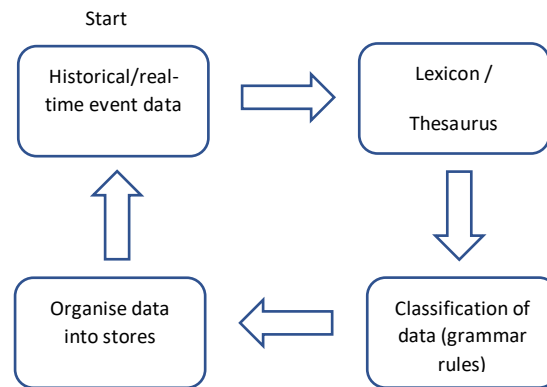 Start
Historical/real-
time event data
Lexicon /
Thesaurus
Organise data
into stores
Classification of
data (grammar
rules)